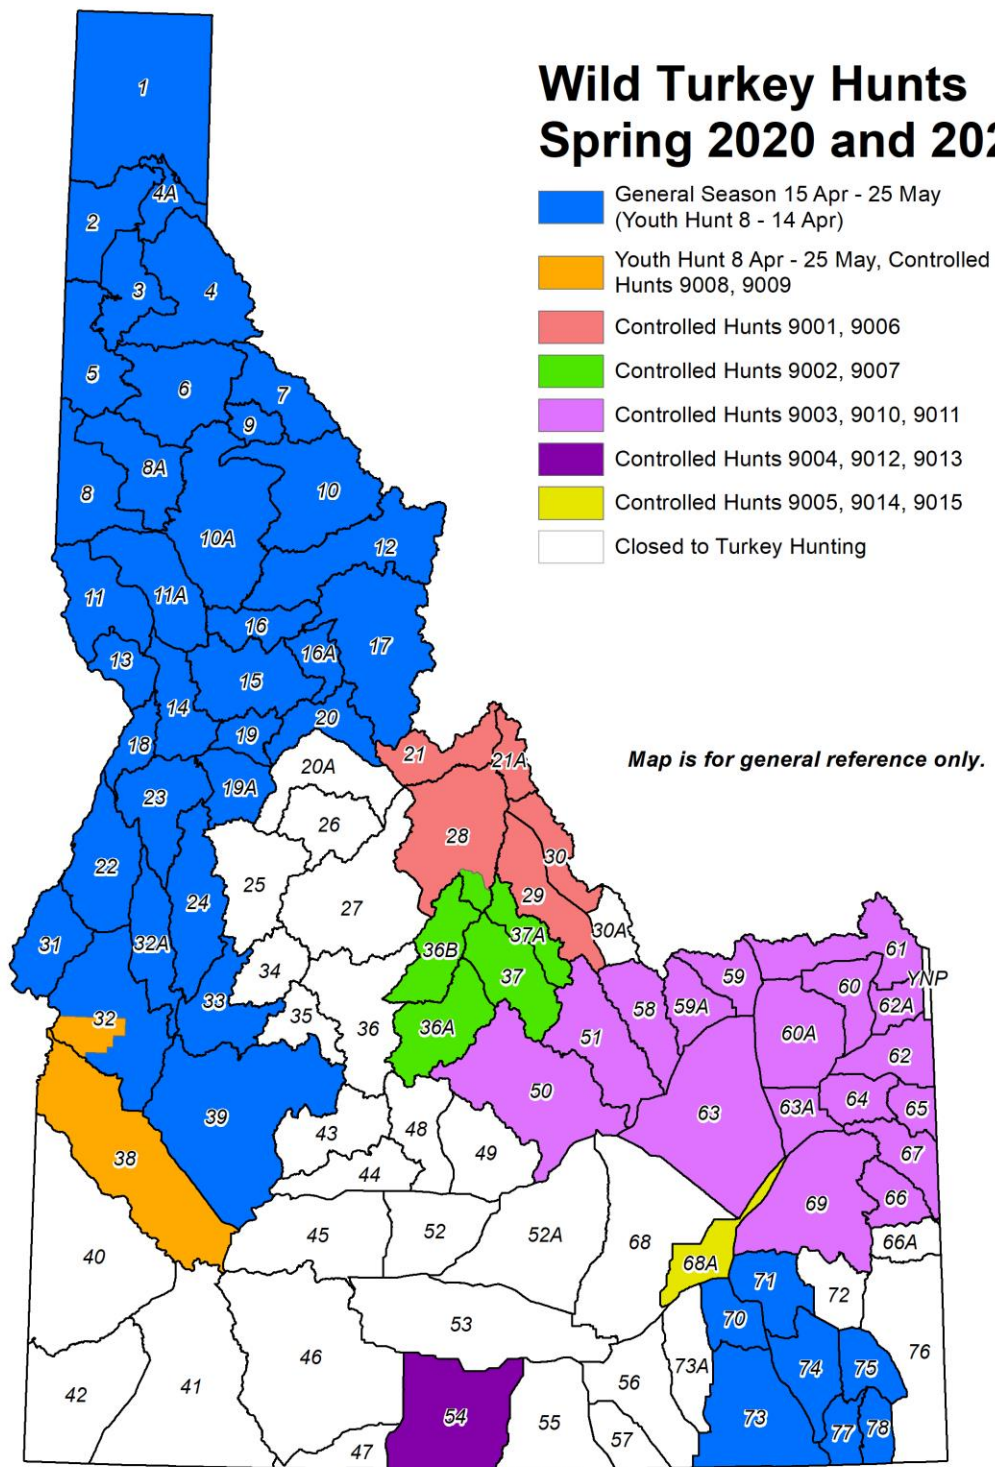 Wild Turkey Hunts
Spring 2020 and 202
General Season 15 Apr - 25 May
(Youth Hunt 8 - 14 Apr)
Youth Hunt 8 Apr - 25 May, Controlled
Hunts 9008, 9009
Controlled Hunts 9001, 9006
Controlled Hunts 9002, 9007
Controlled Hunts 9003, 9010, 9011
Controlled Hunts 9004, 9012, 9013
Controlled Hunts 9005, 9014, 9015
Closed to Turkey Hunting
Map is for general reference only.
1
4A
2
3
4
5
6
7
9
8A
8
10
10A
12
11
11A
16
13
16A
17
15
14
20
18
19
21
21A
20A
19A
23
26
28
30
22
25
24
27
29
31
32A
36B
37A
30A
34
37
33
61
YNP
59
60
62A
58
59A
32
35
36
36A
51
60A
62
50
39
63
63A
64
65
43
48
49
38
44
67
66
69
40
45
52
52A
68
66A
68A
71
72
70
53
46
73A
74
75
76
56
42
41
54
55
73
77
78
57
47